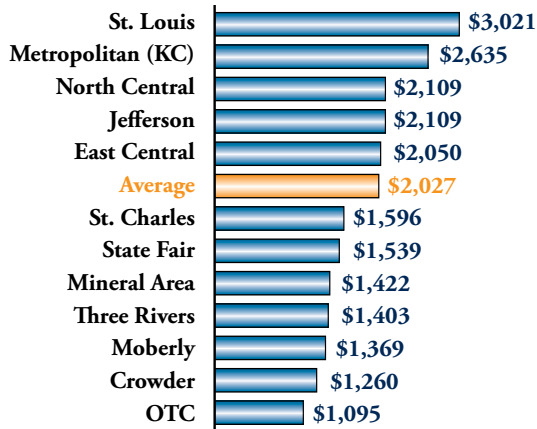 St. Louis $3,021
Metropolitan (KC) $2,635
North Central $2,109
Jefferson $2,109
East Central $2,050
Average $2,027
St. Charles $1,596
State Fair $1,539
Mineral Area $1,422
Three Rivers $1,403
Moberly $1,369
Crowder $1,260
OTC $1,095